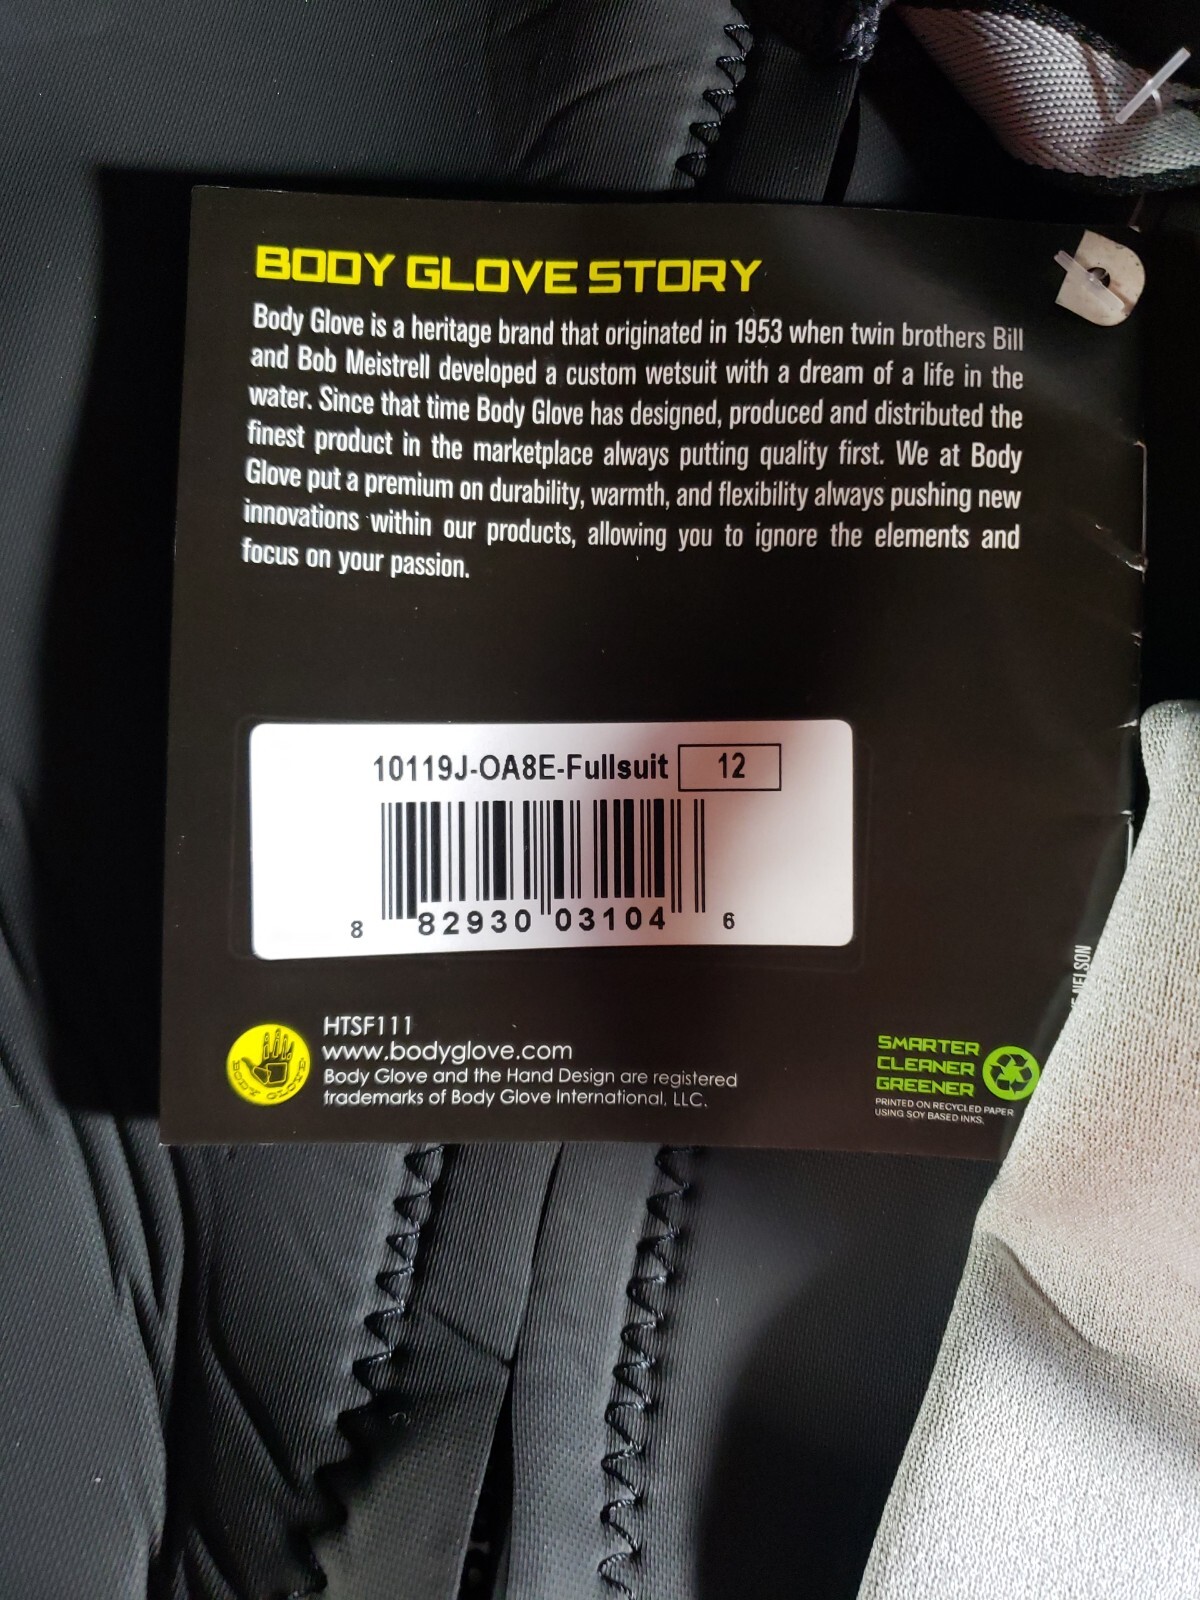 BODY GLOVE STORY
Body Glove is a heritage brand that originated in 1953 when twin brothers Bill
and Bob Meistrell developed a custom wetsuit with a dream of a life in the
water. Since that time Body Glove has designed, produced and distributed the
finest product in the marketplace always putting quality first. We at Body
Glove put a premium on durability, warmth, and flexibility always pushing new
innovations within our products, allowing you to ignore the elements and
focus on your passion.
10119J-OA8E-Fullsuit 12
8 82930 03104 6
NELSON
HTSF111
www.bodyglove.com
Body Glove and the Hand Design are registered
trademarks of Body Glove International, LLC.
BODY GLOVE
SMARTER
CLEANER
GREENER
PRINTED ON RECYCLED PAPER
USING SOY BASED INKS.